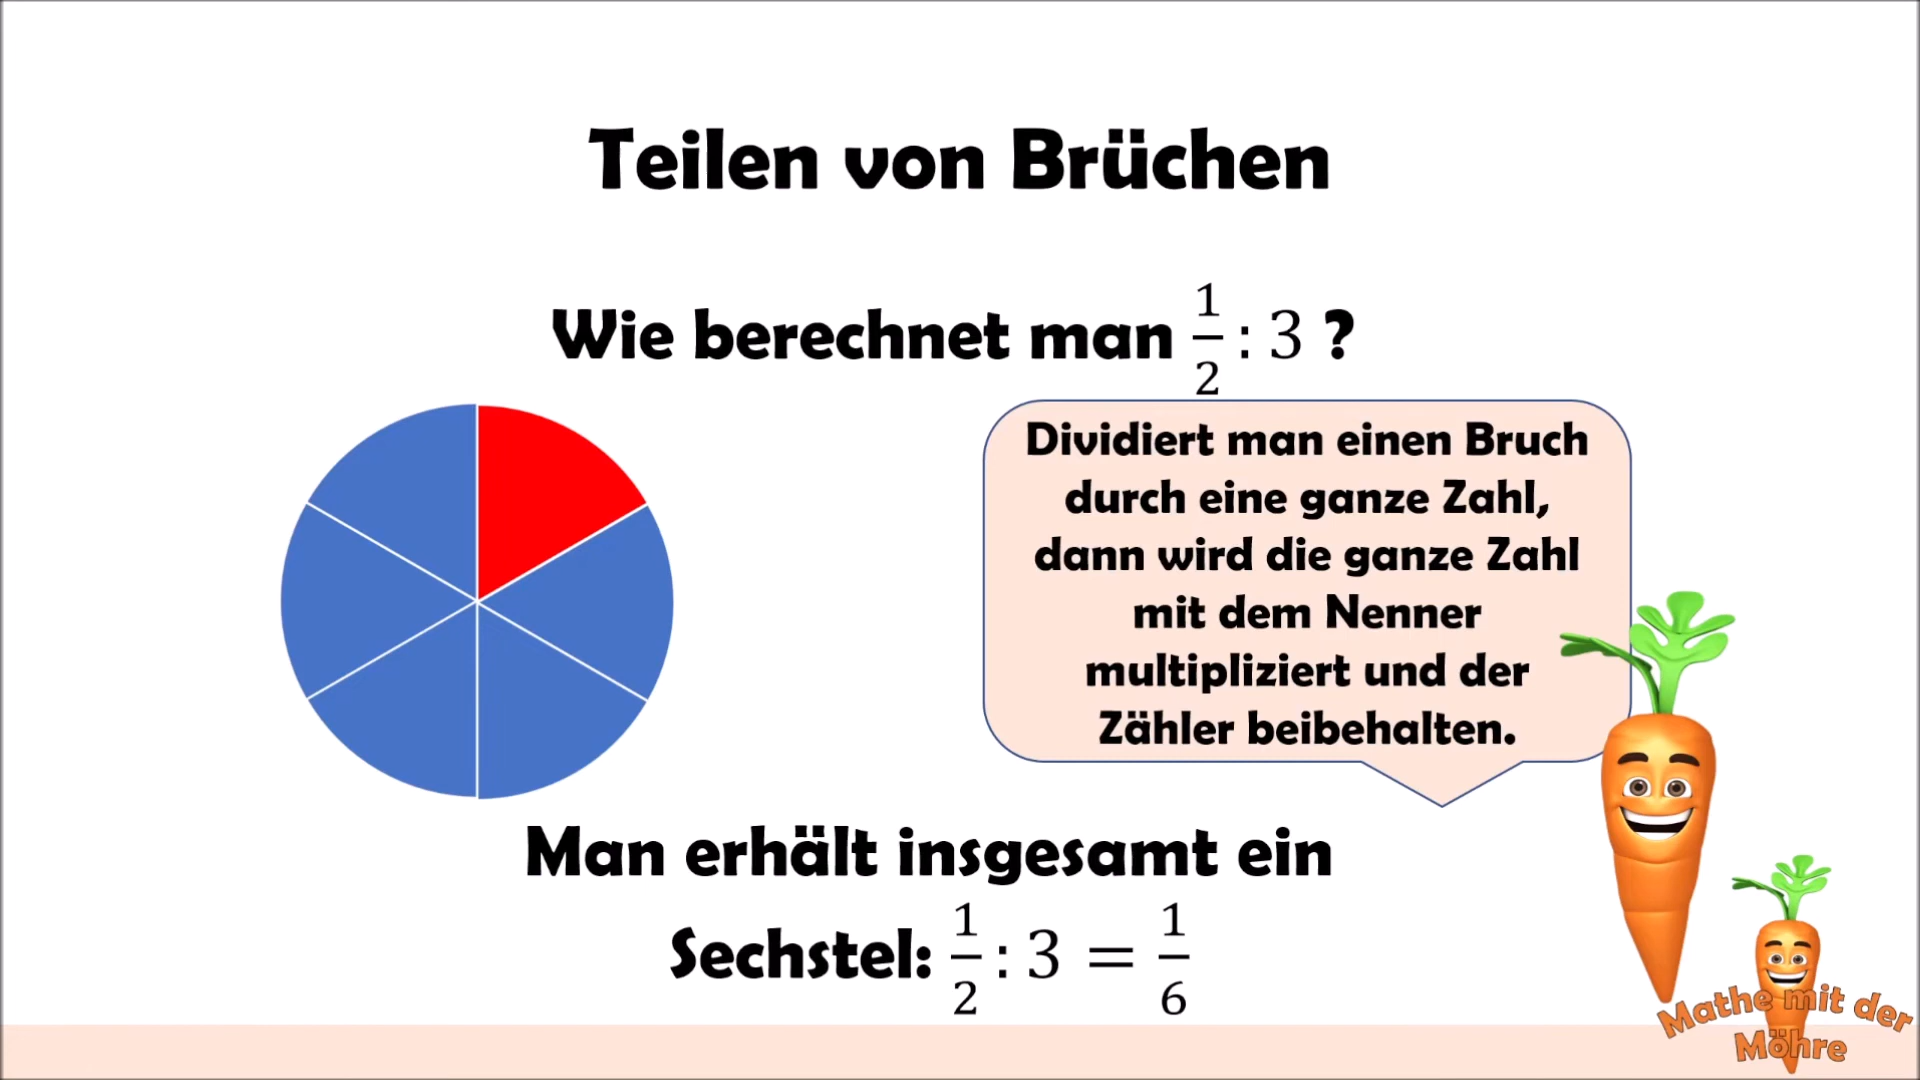 Teilen von Brüchen
Wie berechnet man 1/2 : 3 ?
Dividiert man einen Bruch
durch eine ganze Zahl,
dann wird die ganze Zahl
mit dem Nenner
multipliziert und der
Zähler beibehalten.
Man erhält insgesamt ein
Sechstel: 1/2 : 3 = 1/6
Mathe mit der
Möhre